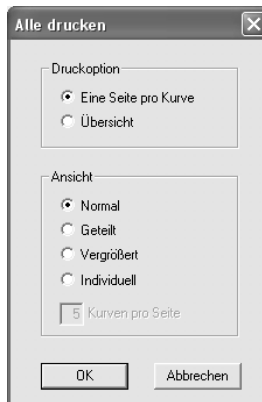 Alle drucken
Druckoption
Eine Seite pro Kurve
Übersicht
Ansicht
Normal
Geteilt
Vergrößert
Individuell
5 Kurven pro Seite
OK Abbrechen